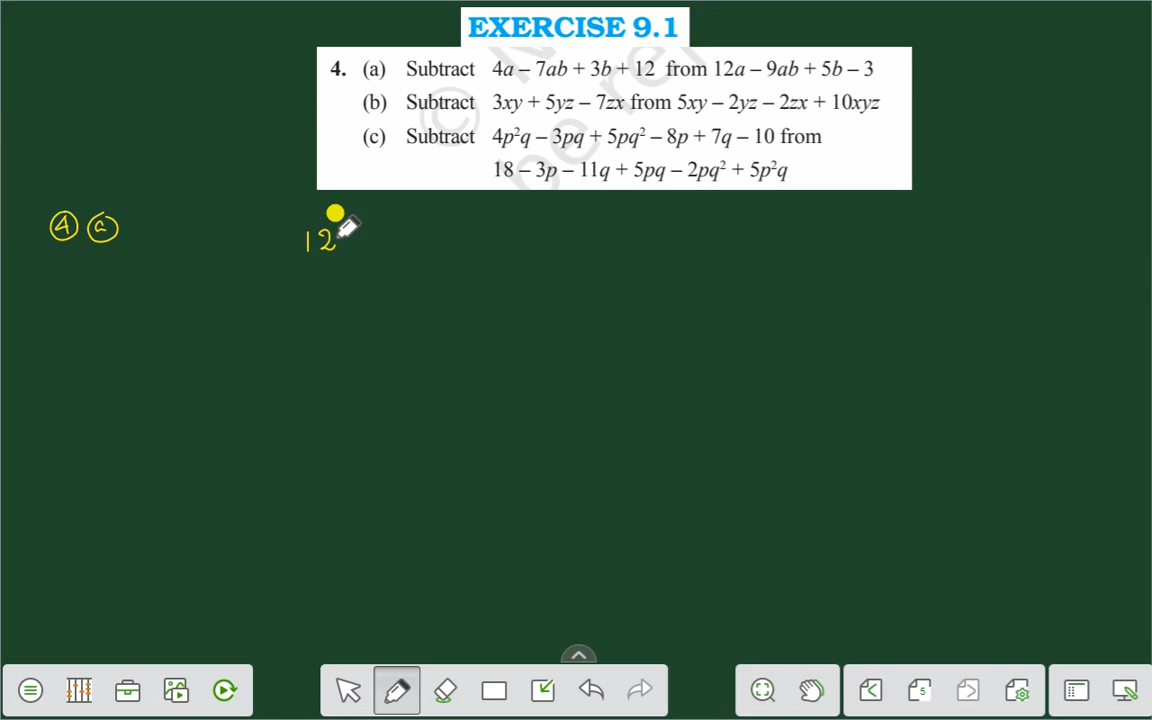 EXERCISE 9.1
4. (a) Subtract 4a – 7ab + 3b + 12 from 12a – 9ab + 5b – 3
(b) Subtract 3xy + 5yz – 7zx from 5xy – 2yz – 2zx + 10xyz
(c) Subtract 4p²q – 3pq + 5pq² – 8p + 7q – 10 from
18 – 3p – 11q + 5pq – 2pq² + 5p²q
4 a 12
5